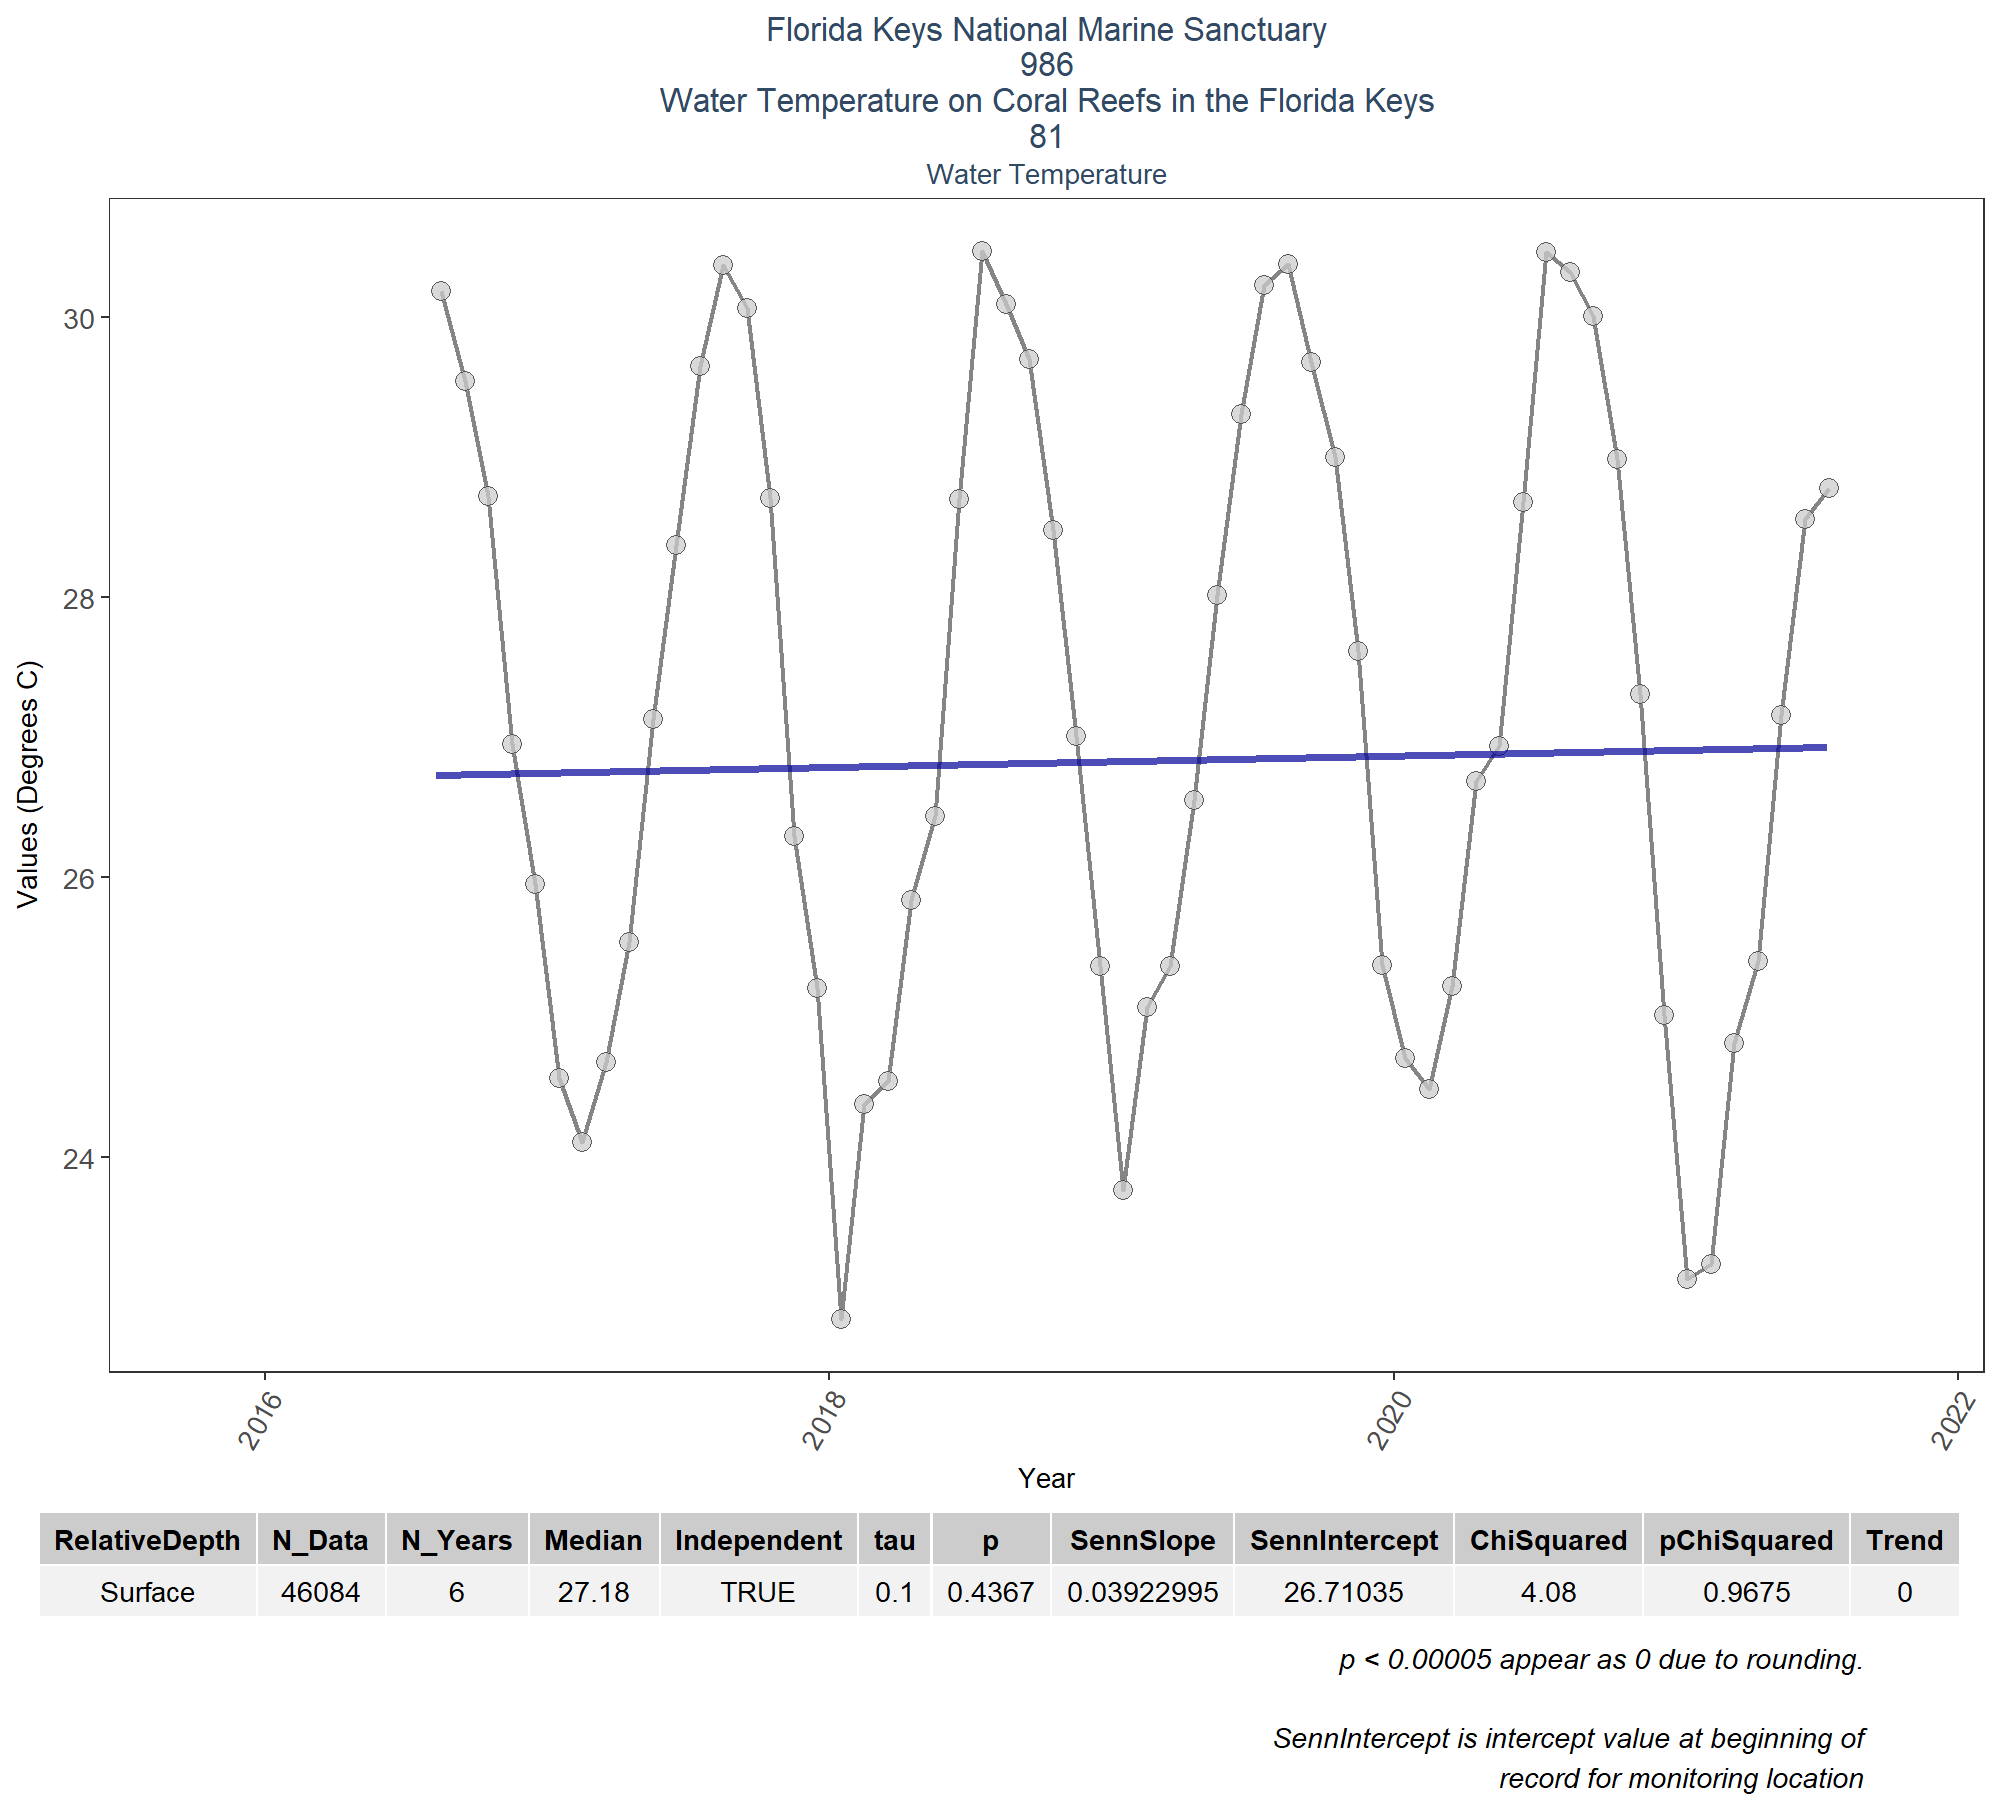 Florida Keys National Marine Sanctuary
986
Water Temperature on Coral Reefs in the Florida Keys
81
Water Temperature
30
28
26
24
Values (Degrees C)
2016
2018
2020
2022
Year
RelativeDepth N_Data N_Years Median Independent tau p SennSlope SennIntercept ChiSquared pChiSquared Trend
Surface 46084 6 27.18 TRUE 0.1 0.4367 0.03922995 26.71035 4.08 0.9675 0
p < 0.00005 appear as 0 due to rounding.
SennIntercept is intercept value at beginning of
record for monitoring location